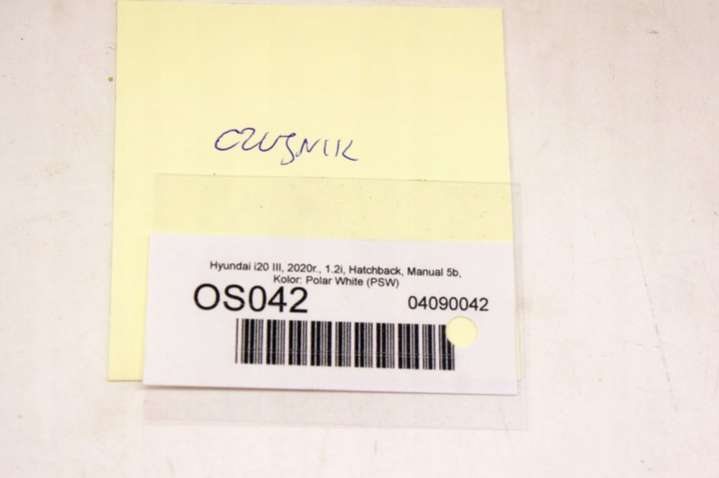 czujnik
Hyundai i20 III, 2020r., 1.2i, Hatchback, Manual 5b,
Kolor: Polar White (PSW)
OS042 04090042